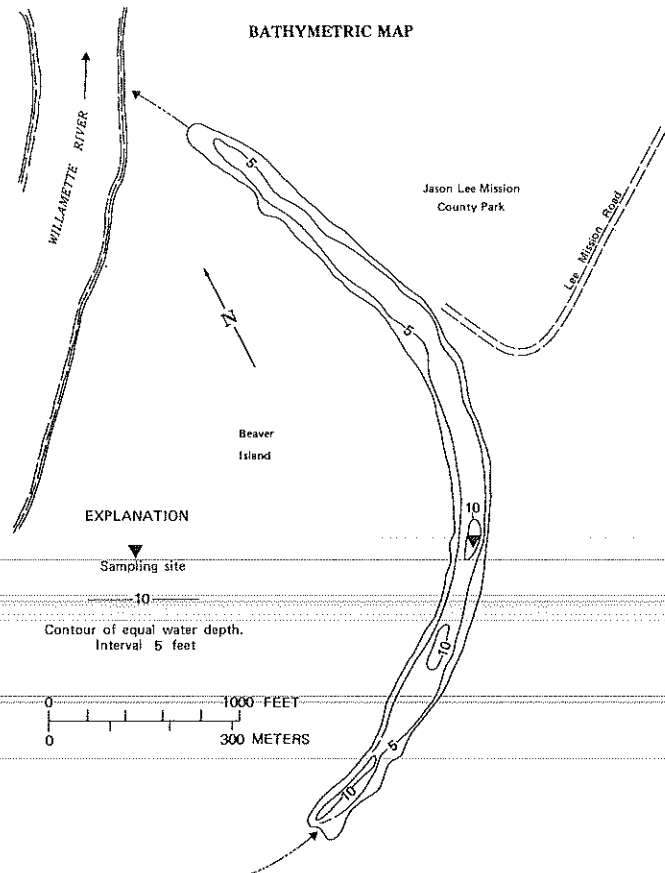 BATHYMETRIC MAP
WILLAMETTE RIVER
5
Jason Lee Mission
County Park
Lee Mission Road
N
5
Beaver
Island
10
EXPLANATION
Sampling site
10
Contour of equal water depth.
Interval 5 feet
10
0 1000 FEET
0 300 METERS
5
10